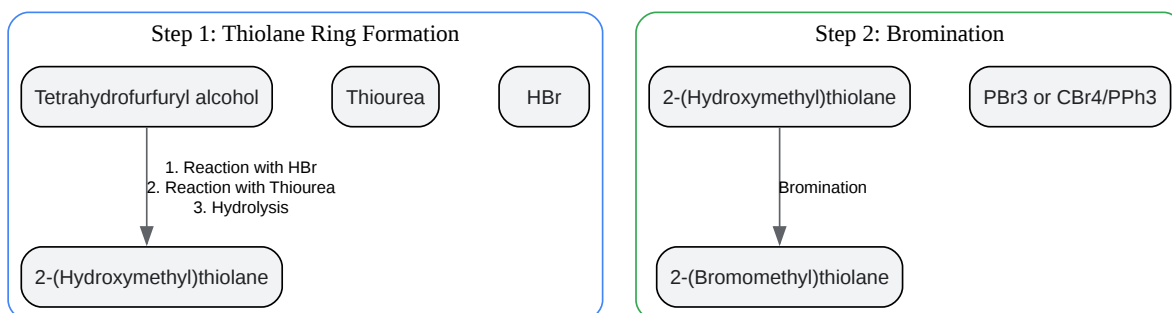 Step 1: Thiolane Ring Formation
Tetrahydrofurfuryl alcohol
Thiourea
HBr
1. Reaction with HBr
2. Reaction with Thiourea
3. Hydrolysis
2-(Hydroxymethyl)thiolane
Step 2: Bromination
2-(Hydroxymethyl)thiolane
PBr3 or CBr4/PPh3
Bromination
2-(Bromomethyl)thiolane